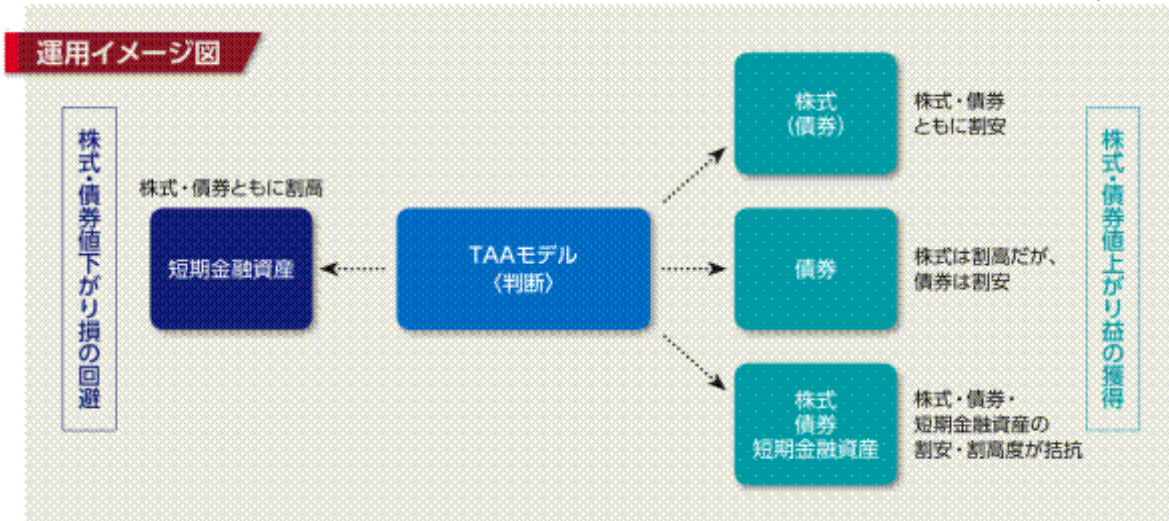 運用イメージ図
株式・債券値下がり損の回避
株式・債券ともに割高
短期金融資産
TAAモデル
〈判断〉
株式
(債券)
株式・債券
ともに割安
債券
株式は割高だが、
債券は割安
株式
債券
短期金融資産
株式・債券・
短期金融資産の
割安・割高度が拮抗
株式・債券値上がり益の獲得